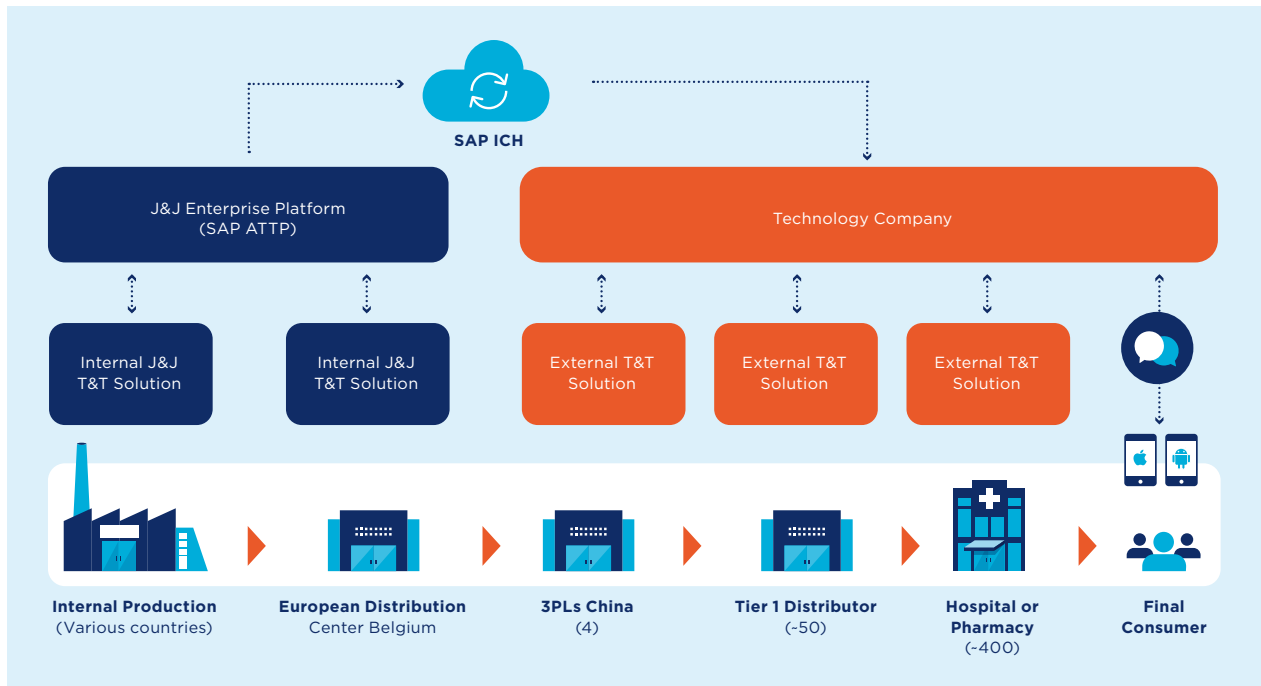 SAP ICH
J&J Enterprise Platform
(SAP ATTP)
Technology Company
Internal J&J
T&T Solution
Internal J&J
T&T Solution
External T&T
Solution
External T&T
Solution
External T&T
Solution
Internal Production
(Various countries)
European Distribution
Center Belgium
3PLs China
(4)
Tier 1 Distributor
(~50)
Hospital or
Pharmacy
(~400)
Final
Consumer